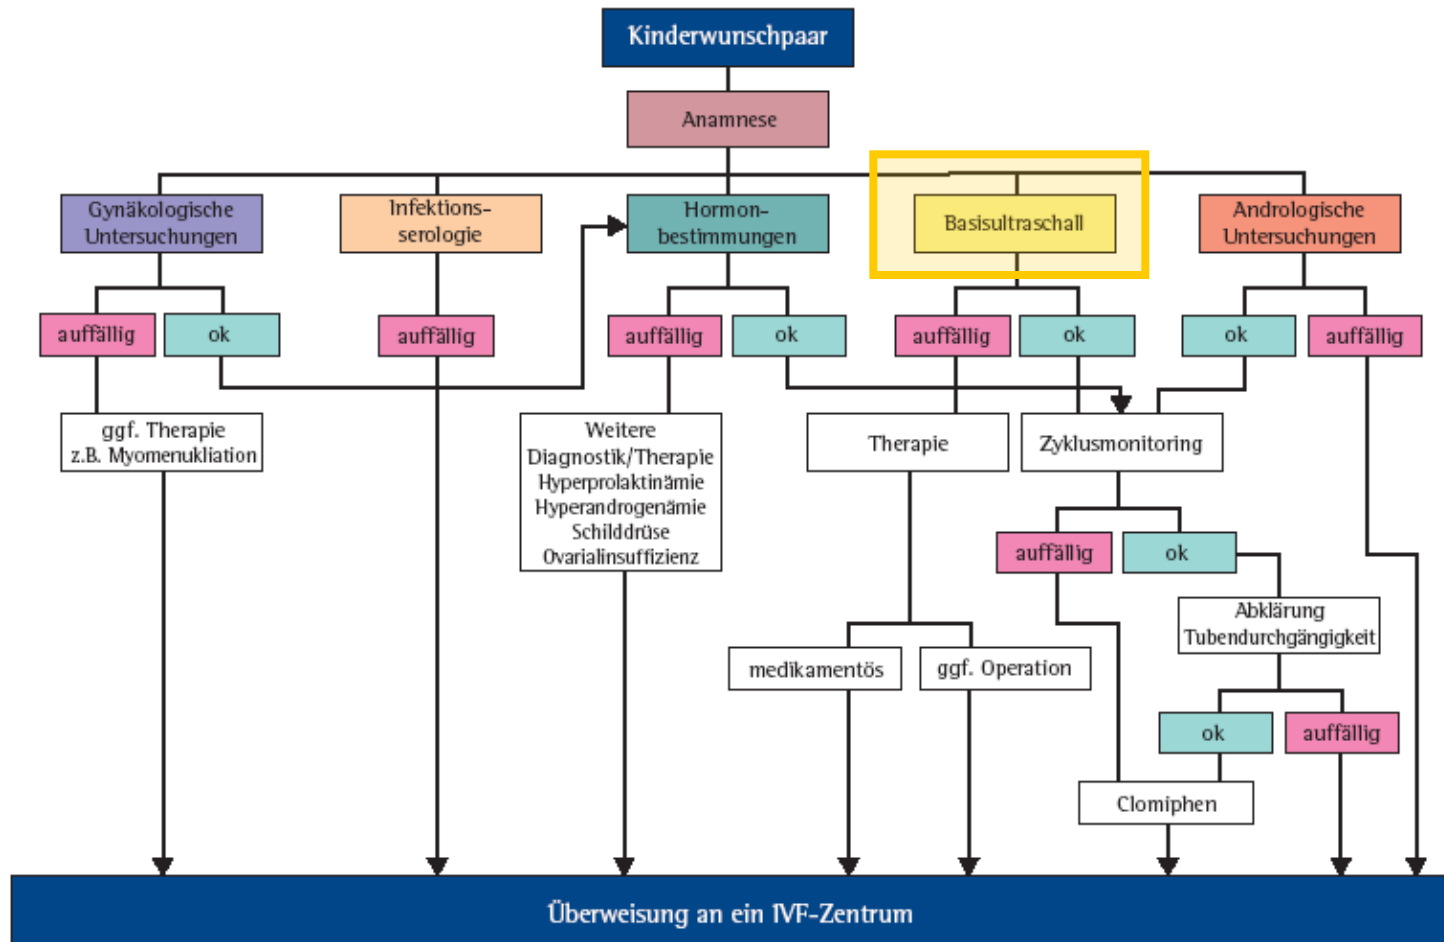 Kinderwunschpaar
Anamnese
Gynäkologische
Untersuchungen
Infektions-
serologie
Hormon-
bestimmungen
Basisultraschall
Andrologische
Untersuchungen
auffällig
ok
auffällig
auffällig
ok
auffällig
ok
ok
auffällig
ggf. Therapie
z.B. Myomenukliation
Weitere
Diagnostik/Therapie
Hyperprolaktinämie
Hyperandrogenämie
Schilddrüse
Ovarialinsuffizienz
Therapie
Zyklusmonitoring
auffällig
ok
Abklärung
Tubendurchgängigkeit
medikamentös
ggf. Operation
ok
auffällig
Clomiphen
Überweisung an ein IVF-Zentrum